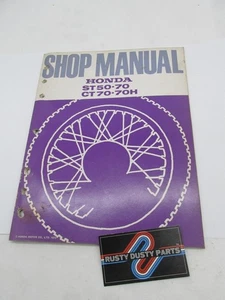 SHOP MANUAL
HONDA
ST50·70
CT70·70H
RUSTY DUSTY PARTS